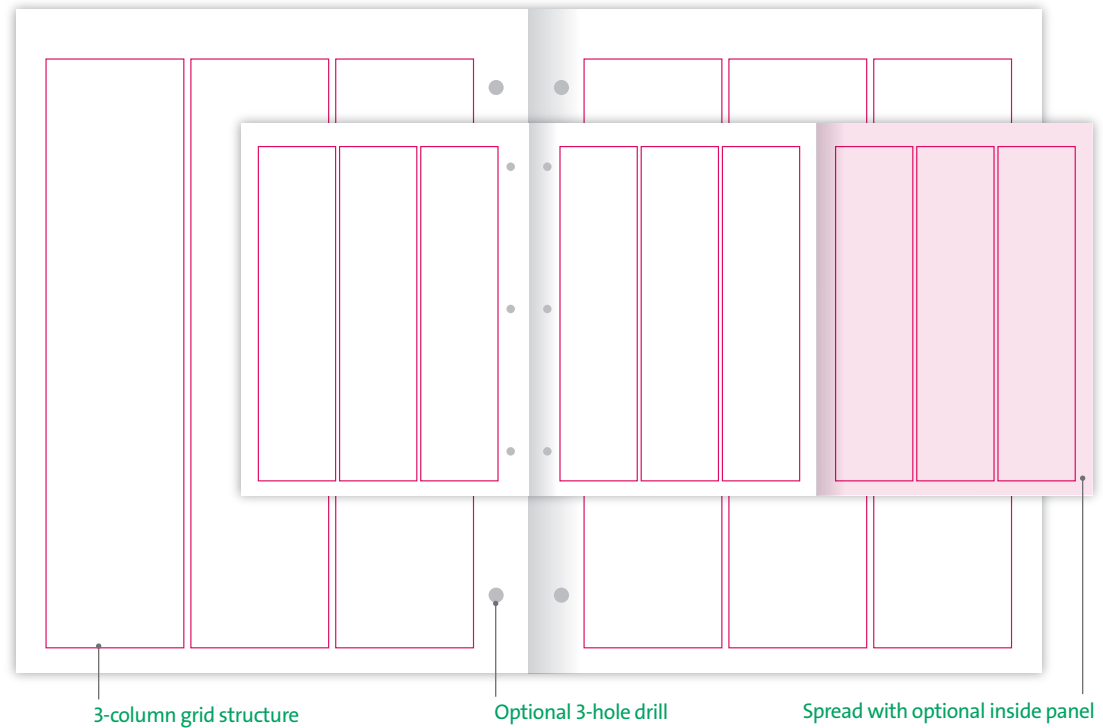 3-column grid structure
Optional 3-hole drill
Spread with optional inside panel